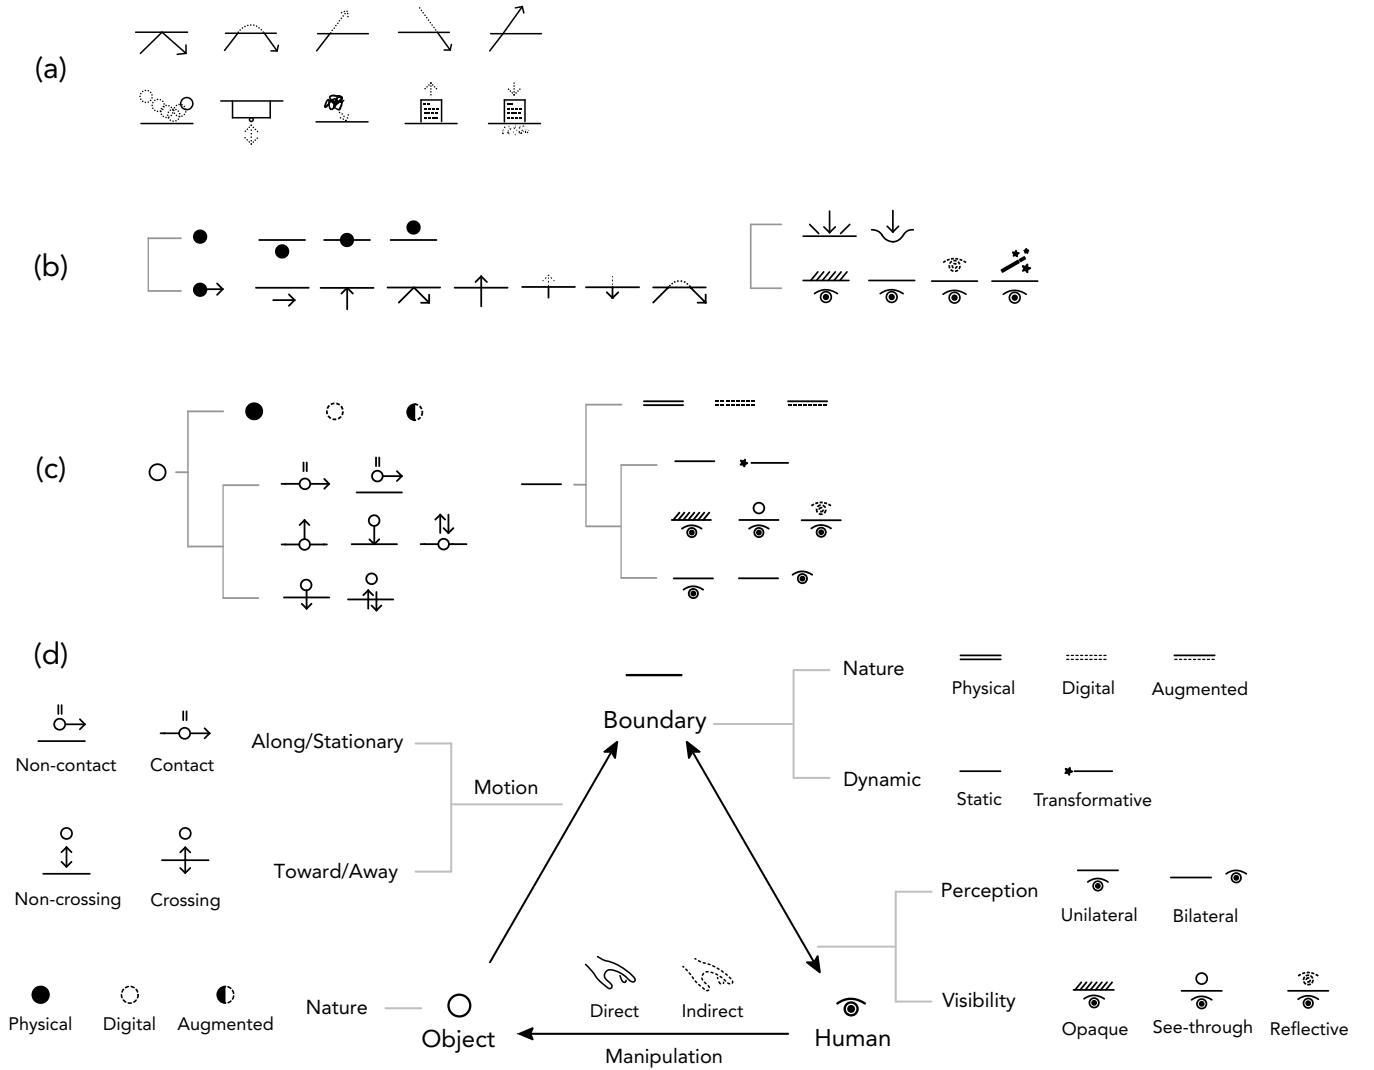 (a)
(b)
(c)
(d)
Nature
Physical
Digital
Augmented
Boundary
Non-contact
Contact
Along/Stationary
Motion
Dynamic
Static
Transformative
Toward/Away
Non-crossing
Crossing
Perception
Unilateral
Bilateral
Physical
Digital
Augmented
Nature
Object
Direct
Indirect
Manipulation
Human
Visibility
Opaque
See-through
Reflective